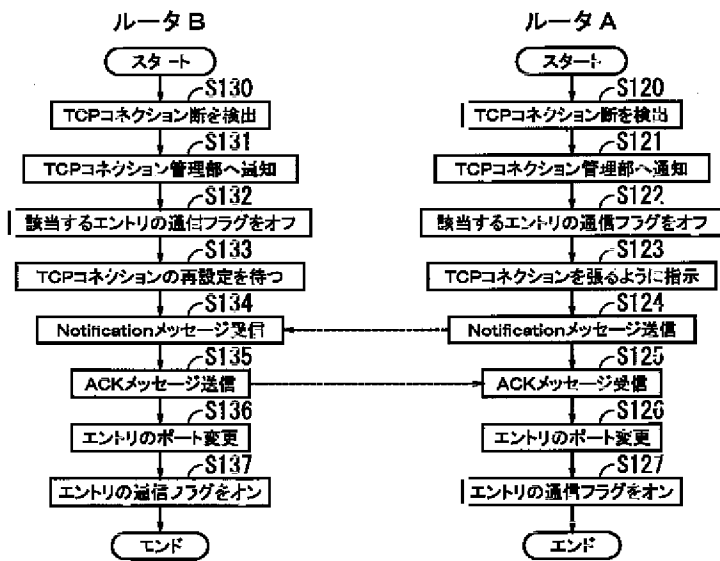 ルータB
スタート
S130
TCPコネクション断を検出
S131
TCPコネクション管理部へ通知
S132
該当するエントリの通信フラグをオフ
S133
TCPコネクションの再設定を待つ
S134
Notificationメッセージ受信
S135
ACKメッセージ送信
S136
エントリのポート変更
S137
エントリの通信フラグをオン
エンド
ルータA
スタート
S120
TCPコネクション断を検出
S121
TCPコネクション管理部へ通知
S122
該当するエントリの通信フラグをオフ
S123
TCPコネクションを張るように指示
S124
Notificationメッセージ送信
S125
ACKメッセージ受信
S126
エントリのポート変更
S127
エントリの通信フラグをオン
エンド